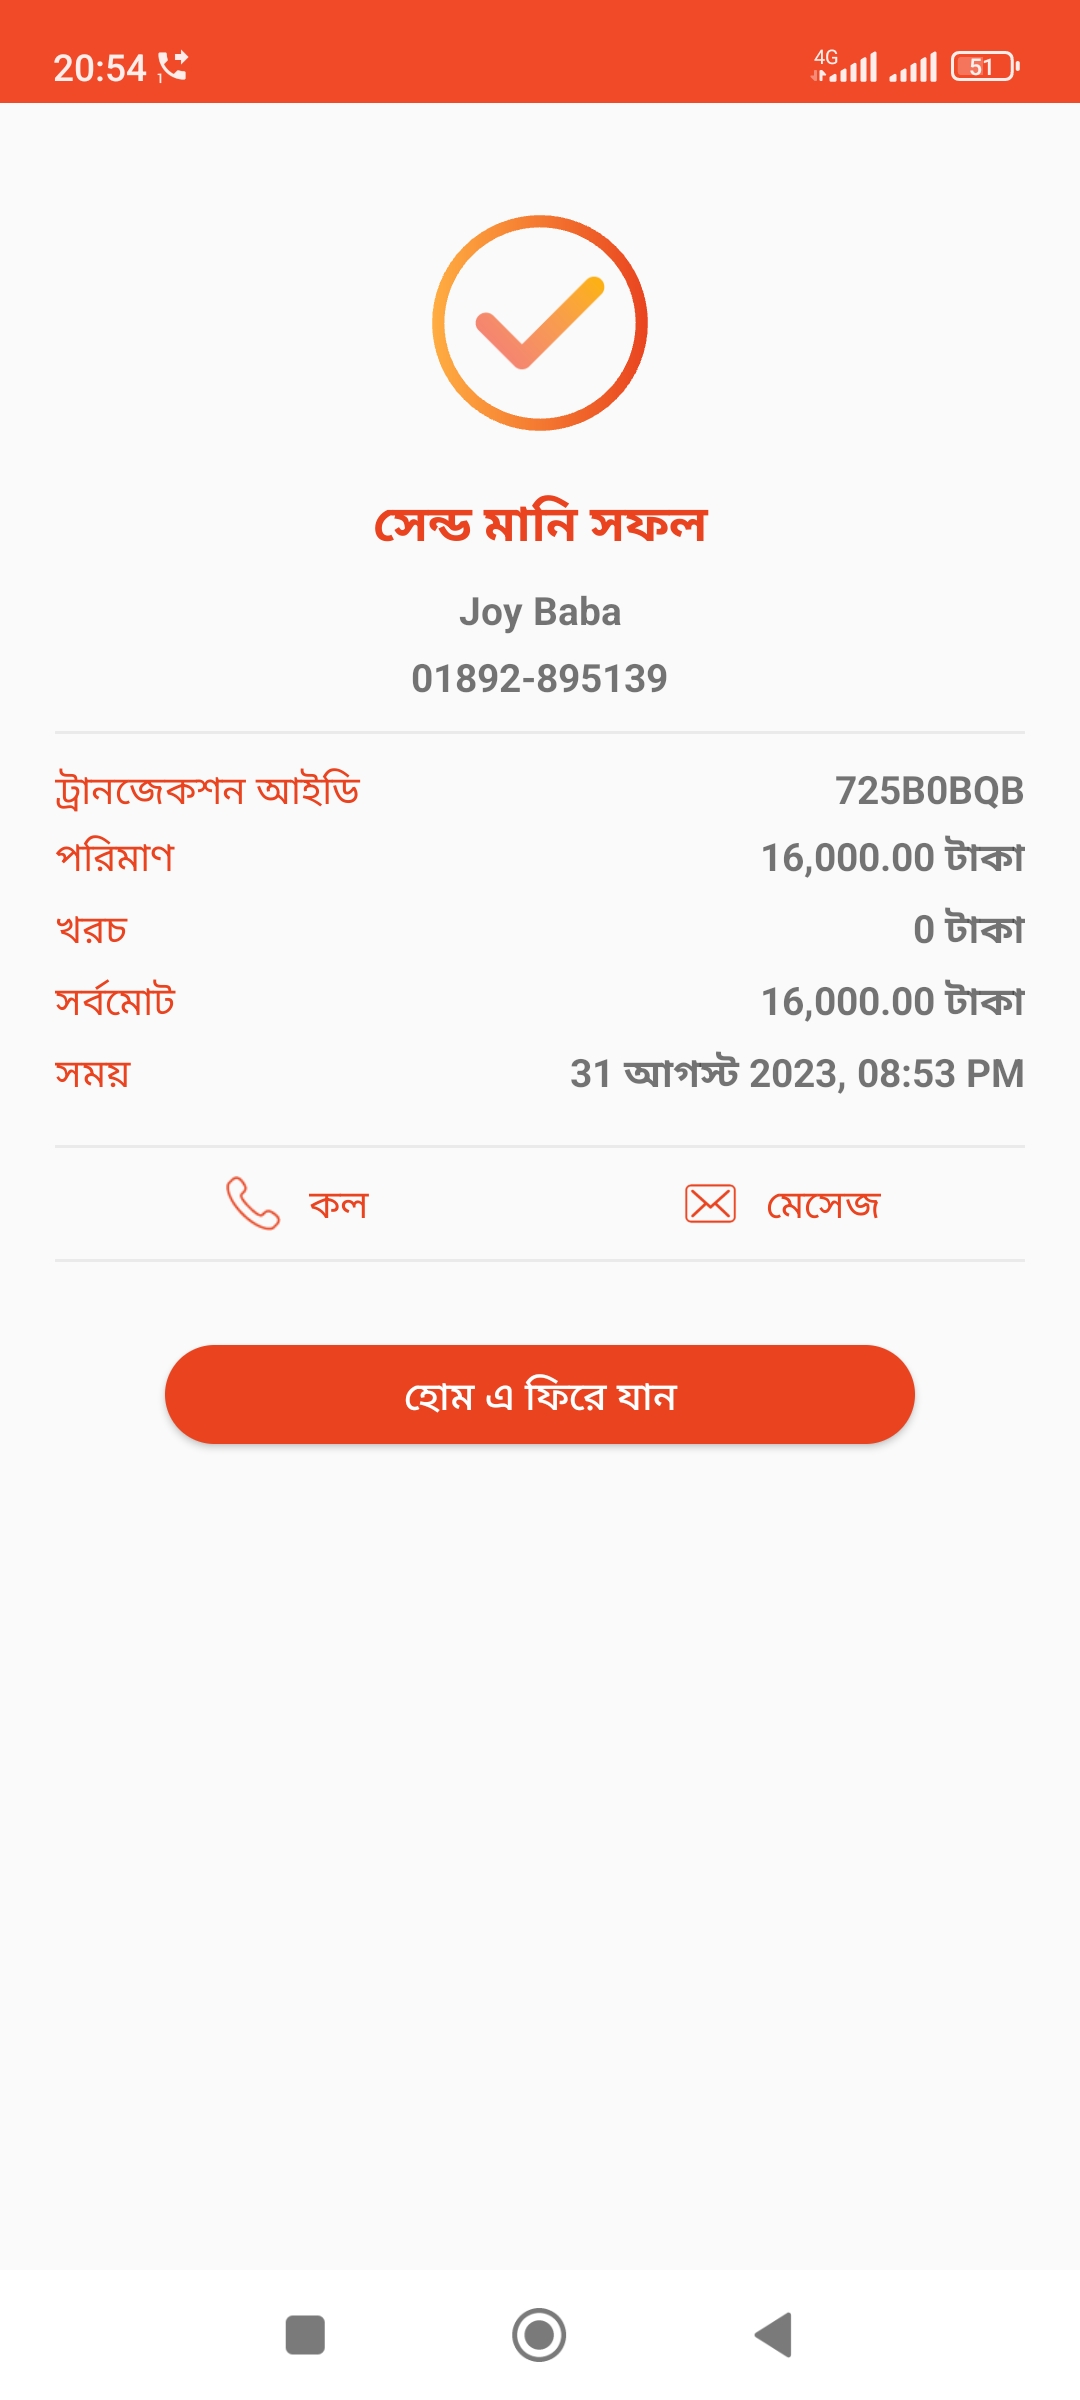 20:54
1
4G
51
সেন্ড মানি সফল
Joy Baba
01892-895139
ট্রানজেকশন আইডি 725B0BQB
পরিমাণ 16,000.00 টাকা
খরচ 0 টাকা
সর্বমোট 16,000.00 টাকা
সময় 31 আগস্ট 2023, 08:53 PM
কল মেসেজ
হোম এ ফিরে যান